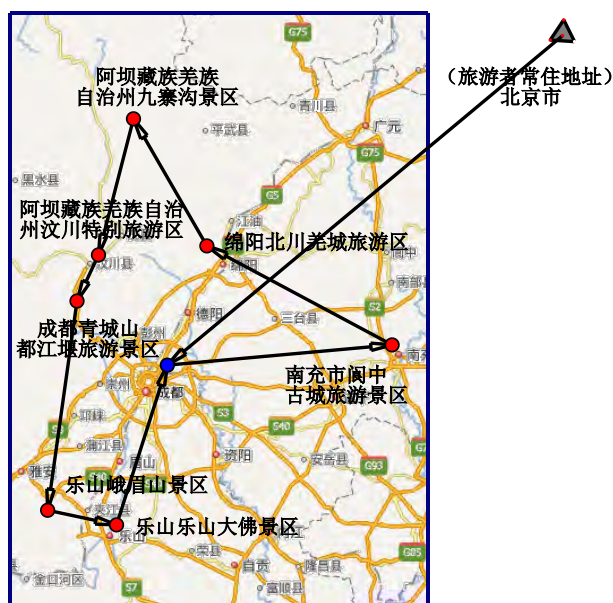 G75
阿坝藏族羌族
自治州九寨沟景区
(旅游者常住地址)
北京市
青川县
平武县
广元
G75
黑水县
G5
阿坝藏族羌族自治
州汶川特别旅游区
江油
绵阳北川羌城旅游区
绵阳
阆中
汶川县
南部县
S2
德阳
三台县
彭州
成都青城山
都江堰旅游景区
南充市阆中
古城旅游景区
崇州
成都
邛崃
S3
S40
蒲江县
眉山
资阳
安岳县
G93
雅安
乐山峨眉山景区
夹江县
乐山乐山大佛景区
乐山
荣县
G85
自贡
隆昌县
金口河区
S7
富顺县